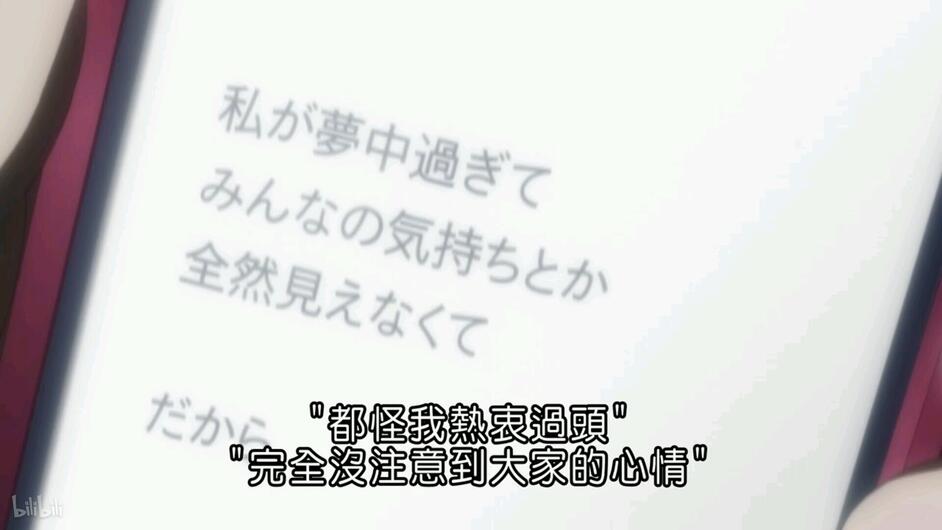 私が夢中過ぎて
みんなの気持ちとか
全然見えなくて
だから
"都怪我熱衷過頭"
"完全沒注意到大家的心情"
bilibili